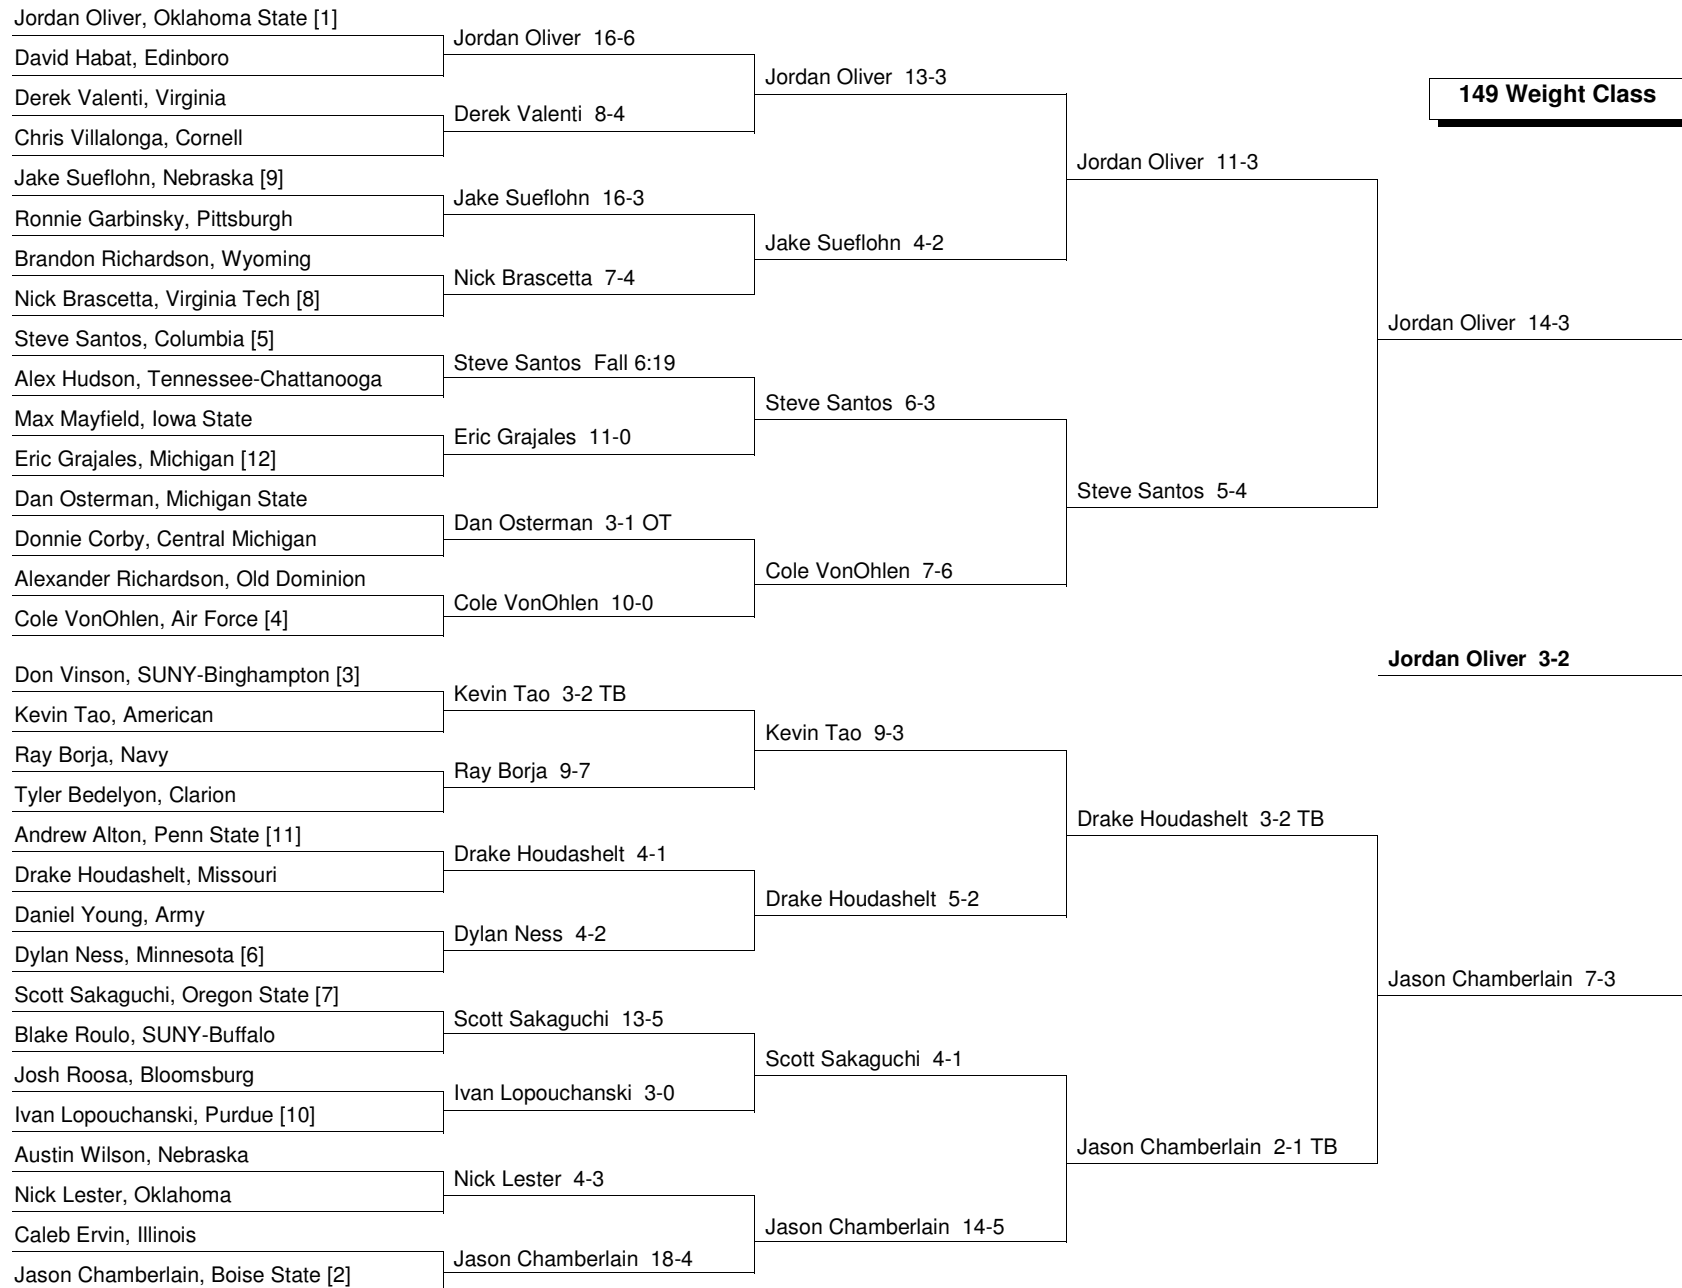 Jordan Oliver, Oklahoma State [1]
David Habat, Edinboro
Derek Valenti, Virginia
Chris Villalonga, Cornell
Jake Sueflohn, Nebraska [9]
Ronnie Garbinsky, Pittsburgh
Brandon Richardson, Wyoming
Nick Brascetta, Virginia Tech [8]
Steve Santos, Columbia [5]
Alex Hudson, Tennessee-Chattanooga
Max Mayfield, Iowa State
Eric Grajales, Michigan [12]
Dan Osterman, Michigan State
Donnie Corby, Central Michigan
Alexander Richardson, Old Dominion
Cole VonOhlen, Air Force [4]
Don Vinson, SUNY-Binghampton [3]
Kevin Tao, American
Ray Borja, Navy
Tyler Bedelyon, Clarion
Andrew Alton, Penn State [11]
Drake Houdashelt, Missouri
Daniel Young, Army
Dylan Ness, Minnesota [6]
Scott Sakaguchi, Oregon State [7]
Blake Roulo, SUNY-Buffalo
Josh Roosa, Bloomsburg
Ivan Lopouchanski, Purdue [10]
Austin Wilson, Nebraska
Nick Lester, Oklahoma
Caleb Ervin, Illinois
Jason Chamberlain, Boise State [2]
Jordan Oliver 16-6
Derek Valenti 8-4
Jake Sueflohn 16-3
Nick Brascetta 7-4
Steve Santos Fall 6:19
Eric Grajales 11-0
Dan Osterman 3-1 OT
Cole VonOhlen 10-0
Kevin Tao 3-2 TB
Ray Borja 9-7
Drake Houdashelt 4-1
Dylan Ness 4-2
Scott Sakaguchi 13-5
Ivan Lopouchanski 3-0
Nick Lester 4-3
Jason Chamberlain 18-4
Jordan Oliver 13-3
Jake Sueflohn 4-2
Steve Santos 6-3
Cole VonOhlen 7-6
Kevin Tao 9-3
Drake Houdashelt 5-2
Scott Sakaguchi 4-1
Jason Chamberlain 14-5
Jordan Oliver 11-3
Steve Santos 5-4
Drake Houdashelt 3-2 TB
Jason Chamberlain 2-1 TB
149 Weight Class
Jordan Oliver 14-3
Jordan Oliver 3-2
Jason Chamberlain 7-3